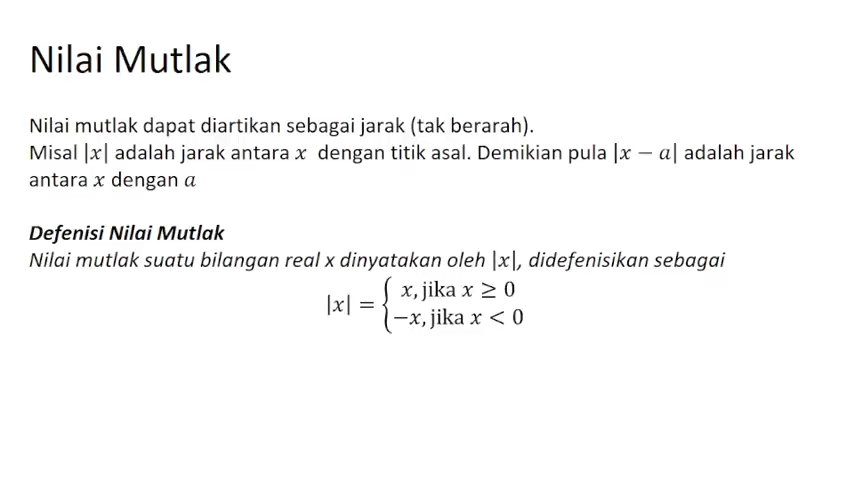 Nilai Mutlak
Nilai mutlak dapat diartikan sebagai jarak (tak berarah).
Misal |x| adalah jarak antara x dengan titik asal. Demikian pula |x − a| adalah jarak
antara x dengan a
Defenisi Nilai Mutlak
Nilai mutlak suatu bilangan real x dinyatakan oleh |x|, didefenisikan sebagai
|x| = { x, jika x ≥ 0
−x, jika x < 0